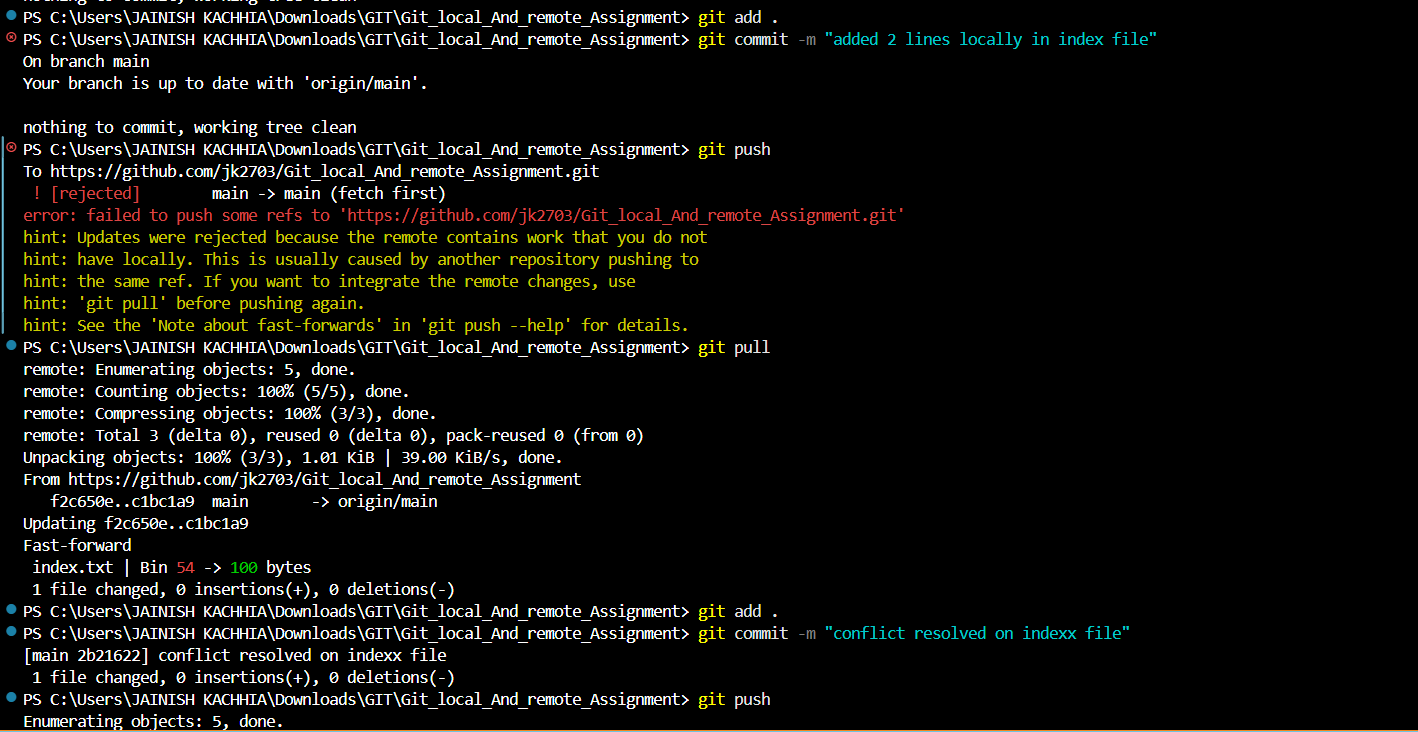 nothing to commit, working tree clean
PS C:\Users\JAINISH KACHHIA\Downloads\GIT\Git_local_And_remote_Assignment> git add .
PS C:\Users\JAINISH KACHHIA\Downloads\GIT\Git_local_And_remote_Assignment> git commit -m "added 2 lines locally in index file"
On branch main
Your branch is up to date with 'origin/main'.
nothing to commit, working tree clean
PS C:\Users\JAINISH KACHHIA\Downloads\GIT\Git_local_And_remote_Assignment> git push
To https://github.com/jk2703/Git_local_And_remote_Assignment.git
 ! [rejected]        main -> main (fetch first)
error: failed to push some refs to 'https://github.com/jk2703/Git_local_And_remote_Assignment.git'
hint: Updates were rejected because the remote contains work that you do not
hint: have locally. This is usually caused by another repository pushing to
hint: the same ref. If you want to integrate the remote changes, use
hint: 'git pull' before pushing again.
hint: See the 'Note about fast-forwards' in 'git push --help' for details.
PS C:\Users\JAINISH KACHHIA\Downloads\GIT\Git_local_And_remote_Assignment> git pull
remote: Enumerating objects: 5, done.
remote: Counting objects: 100% (5/5), done.
remote: Compressing objects: 100% (3/3), done.
remote: Total 3 (delta 0), reused 0 (delta 0), pack-reused 0 (from 0)
Unpacking objects: 100% (3/3), 1.01 KiB | 39.00 KiB/s, done.
From https://github.com/jk2703/Git_local_And_remote_Assignment
   f2c650e..c1bc1a9  main       -> origin/main
Updating f2c650e..c1bc1a9
Fast-forward
 index.txt | Bin 54 -> 100 bytes
 1 file changed, 0 insertions(+), 0 deletions(-)
PS C:\Users\JAINISH KACHHIA\Downloads\GIT\Git_local_And_remote_Assignment> git add .
PS C:\Users\JAINISH KACHHIA\Downloads\GIT\Git_local_And_remote_Assignment> git commit -m "conflict resolved on indexx file"
[main 2b21622] conflict resolved on indexx file
 1 file changed, 0 insertions(+), 0 deletions(-)
PS C:\Users\JAINISH KACHHIA\Downloads\GIT\Git_local_And_remote_Assignment> git push
Enumerating objects: 5, done.